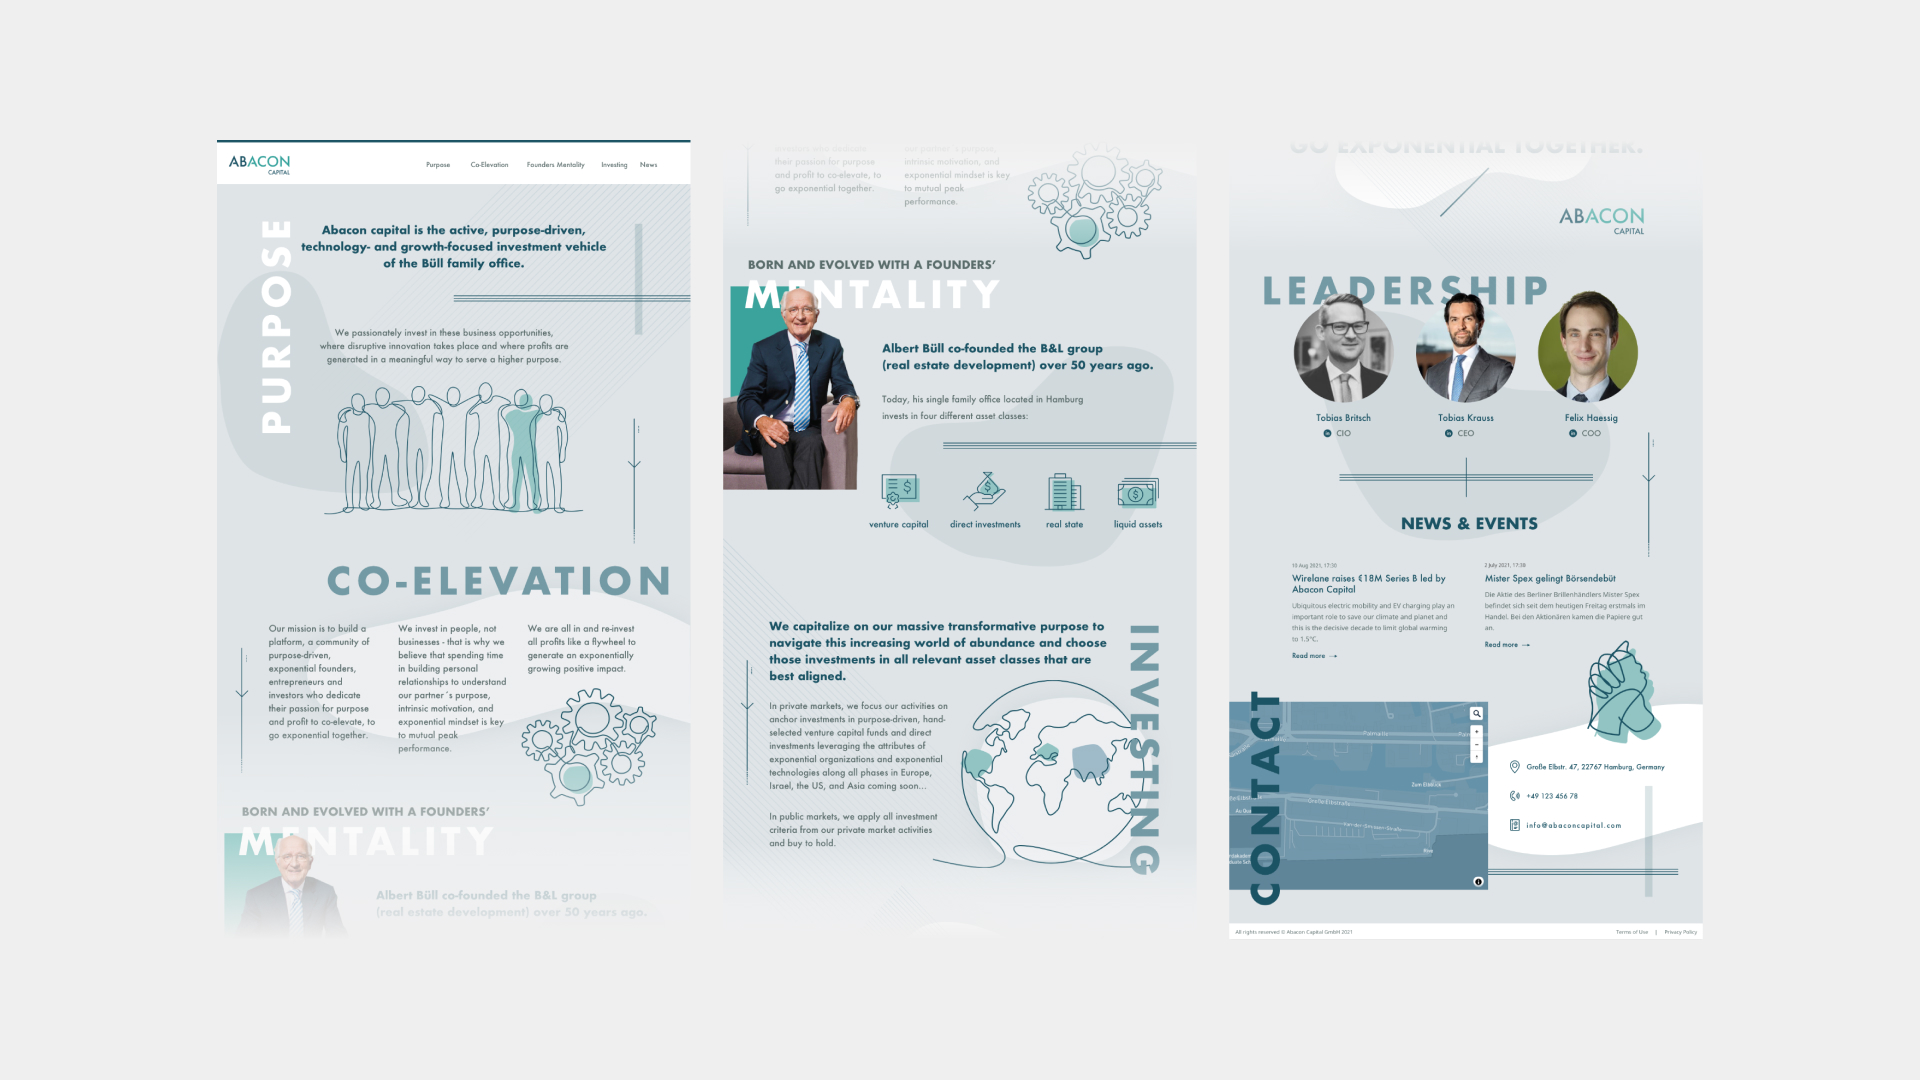 ABACON
CAPITAL
Purpose
Co-Elevation
Founders Mentality
Investing
News
PURPOSE
Abacon capital is the active, purpose-driven,
technology- and growth-focused investment vehicle
of the Büll family office.
We passionately invest in these business opportunities,
where disruptive innovation takes place and where profits are
generated in a meaningful way to serve a higher purpose.
CO-ELEVATION
Our mission is to build a
platform, a community of
purpose-driven,
exponential founders,
entrepreneurs and
investors who dedicate
their passion for purpose
and profit to co-elevate, to
go exponential together.
We invest in people, not
businesses - that is why we
believe that spending time
in building personal
relationships to understand
our partner´s purpose,
intrinsic motivation, and
exponential mindset is key
to mutual peak
performance.
We are all in and re-invest
all profits like a flywheel to
generate an exponentially
growing positive impact.
BORN AND EVOLVED WITH A FOUNDERS'
MENTALITY
Albert Büll co-founded the B&L group
(real estate development) over 50 years ago.
investors who dedicate
their passion for purpose
and profit to co-elevate, to
go exponential together.
our partner´s purpose,
intrinsic motivation, and
exponential mindset is key
to mutual peak
performance.
BORN AND EVOLVED WITH A FOUNDERS'
MENTALITY
Albert Büll co-founded the B&L group
(real estate development) over 50 years ago.
Today, his single family office located in Hamburg
invests in four different asset classes:
venture capital
direct investments
real state
liquid assets
We capitalize on our massive transformative purpose to
navigate this increasing world of abundance and choose
those investments in all relevant asset classes that are
best aligned.
INVESTING
In private markets, we focus our activities on
anchor investments in purpose-driven, hand-
selected venture capital funds and direct
investments leveraging the attributes of
exponential organizations and exponential
technologies along all phases in Europe,
Israel, the US, and Asia coming soon...
In public markets, we apply all investment
criteria from our private market activities
and buy to hold.
GO EXPONENTIAL TOGETHER.
ABACON
CAPITAL
LEADERSHIP
Tobias Britsch
CIO
Tobias Krauss
CEO
Felix Haessig
COO
NEWS & EVENTS
10 Aug 2021, 17:30
Wirelane raises €18M Series B led by
Abacon Capital
Ubiquitous electric mobility and EV charging play an
important role to save our climate and planet and
this is the decisive decade to limit global warming
to 1.5°C.
Read more
2 July 2021, 17:38
Mister Spex gelingt Börsendebüt
Die Aktie des Berliner Brillenhändlers Mister Spex
befindet sich seit dem heutigen Freitag erstmals im
Handel. Bei den Aktionären kamen die Papiere gut
an.
Read more
CONTACT
Palmaille
Große Elbstraße
Van-der-Smissen-Straße
Große Elbstr. 47, 22767 Hamburg, Germany
+49 123 456 78
info@abaconcapital.com
All rights reserved © Abacon Capital GmbH 2021
Terms of Use | Privacy Policy